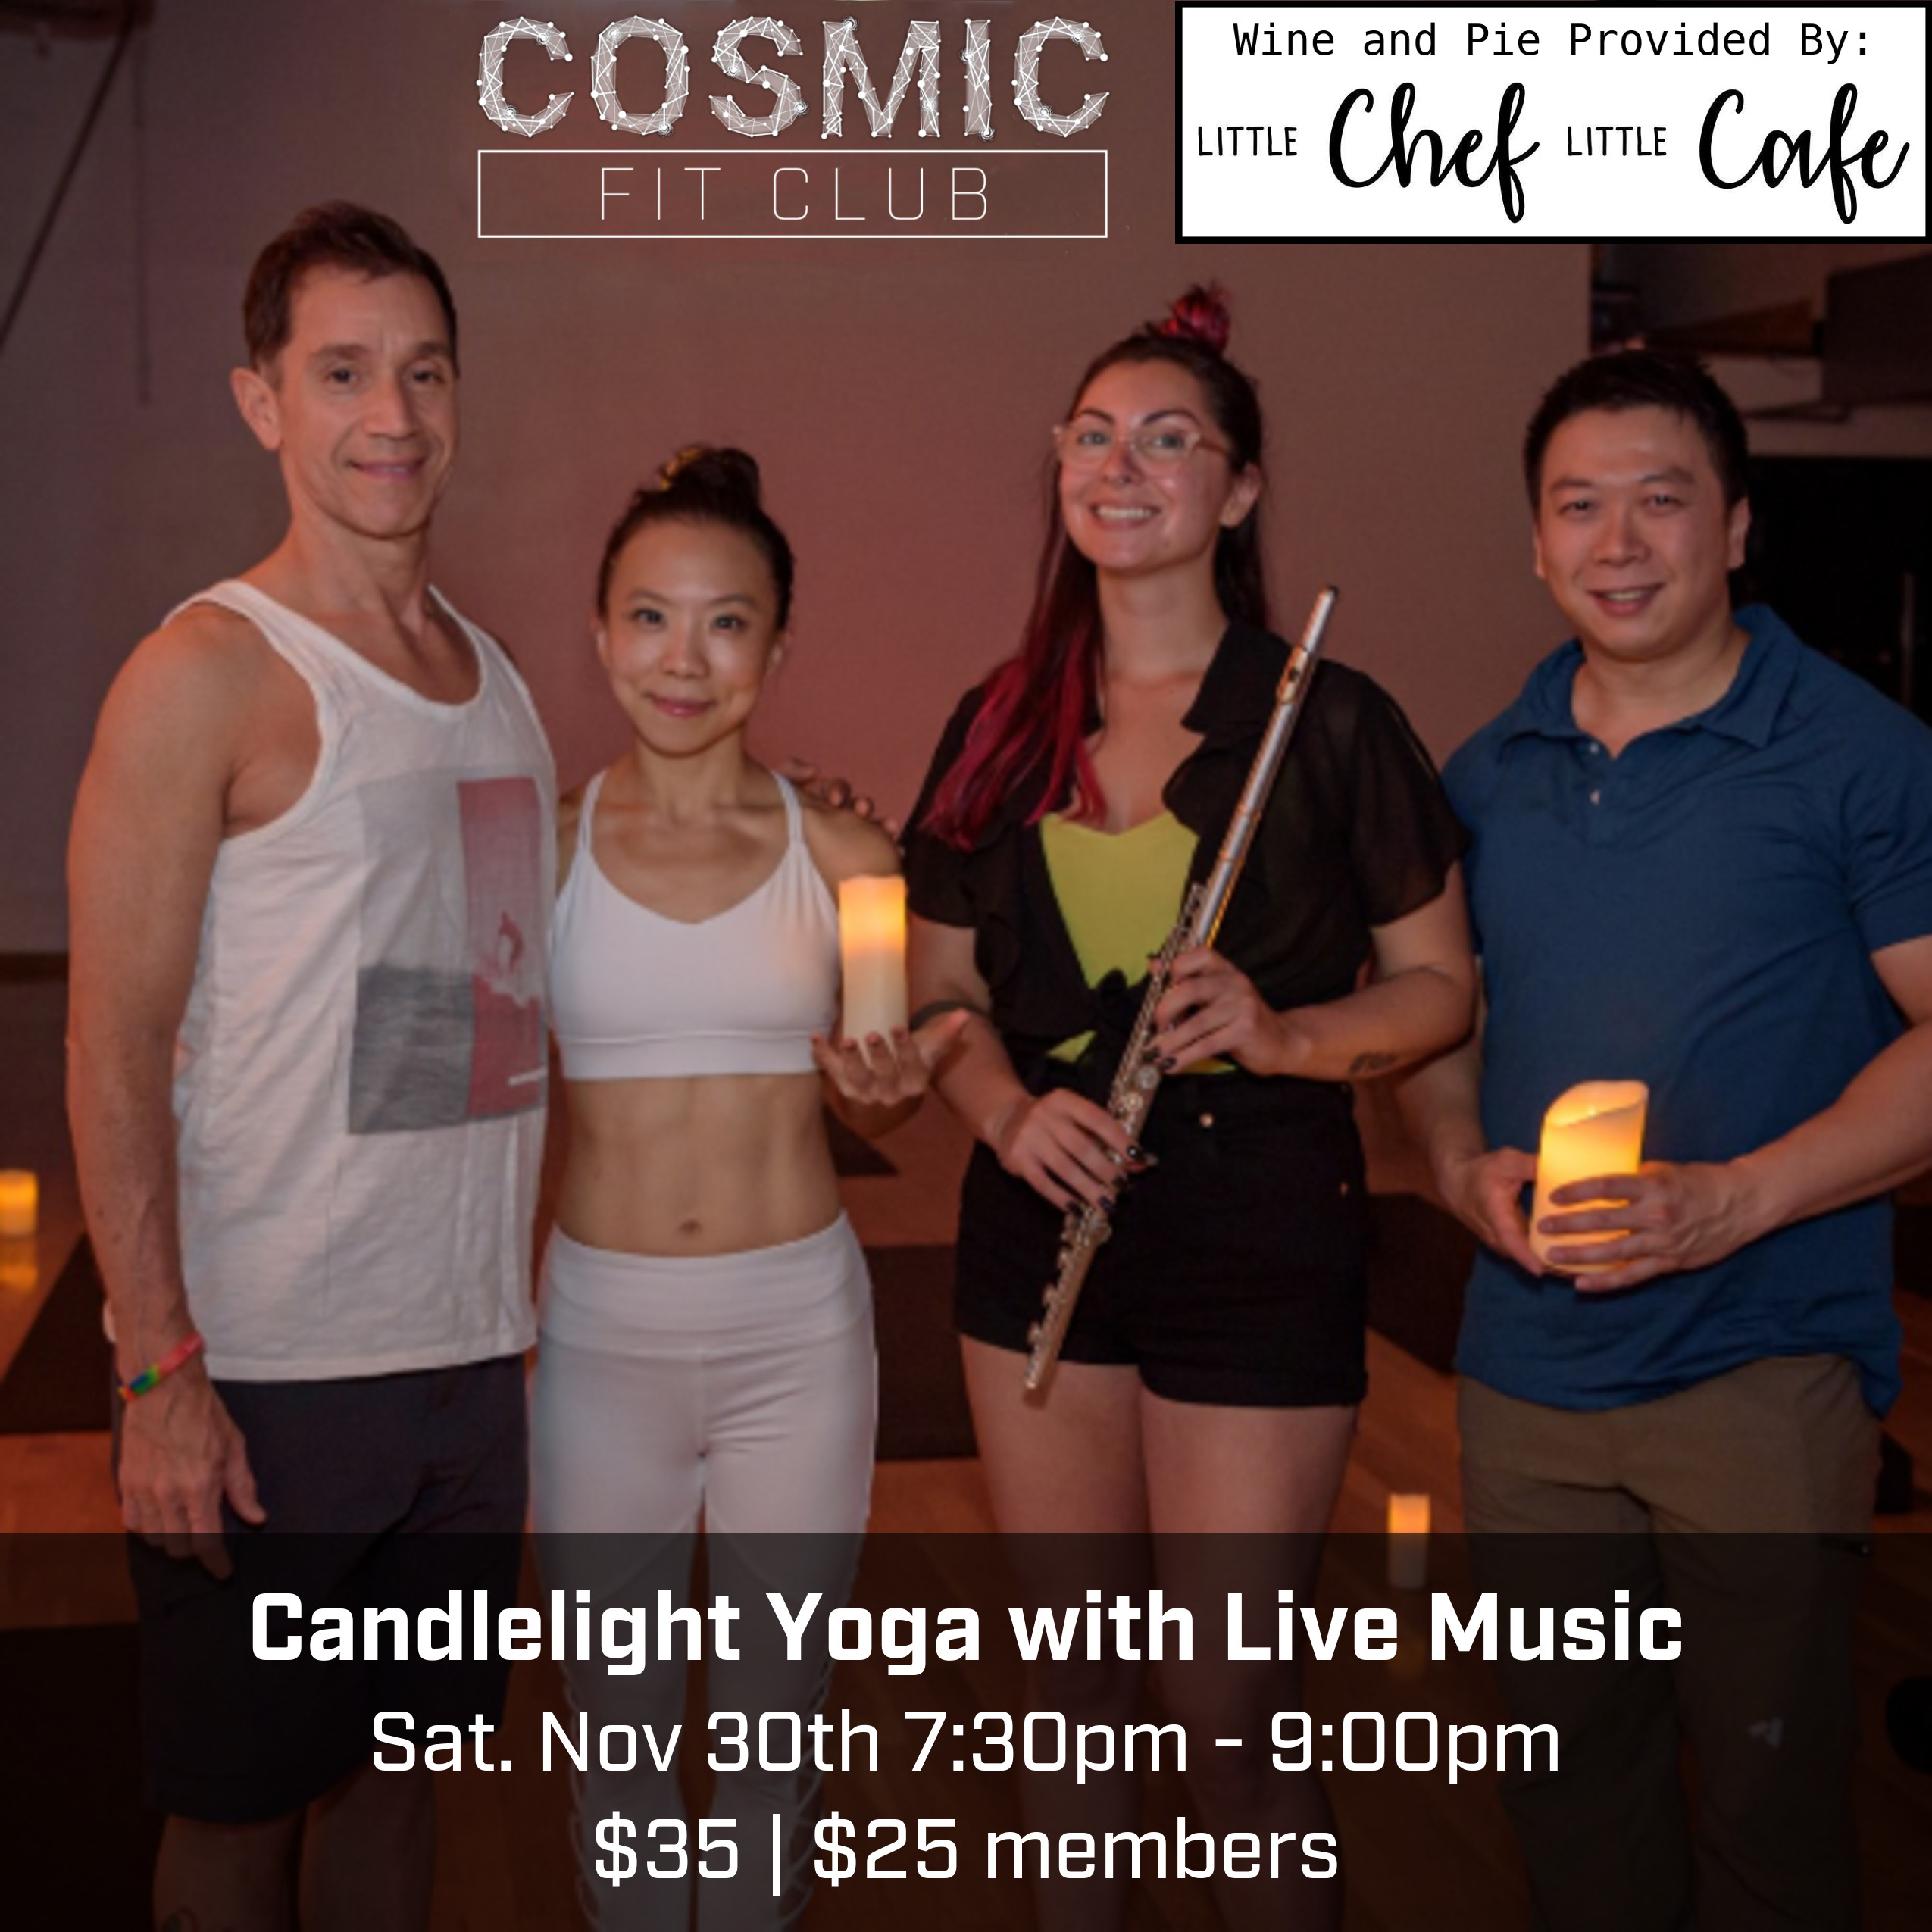 COSMIC
FIT CLUB
Wine and Pie Provided By:
LITTLE Chef LITTLE Cafe
Candlelight Yoga with Live Music
Sat. Nov 30th 7:30pm - 9:00pm
$35 | $25 members